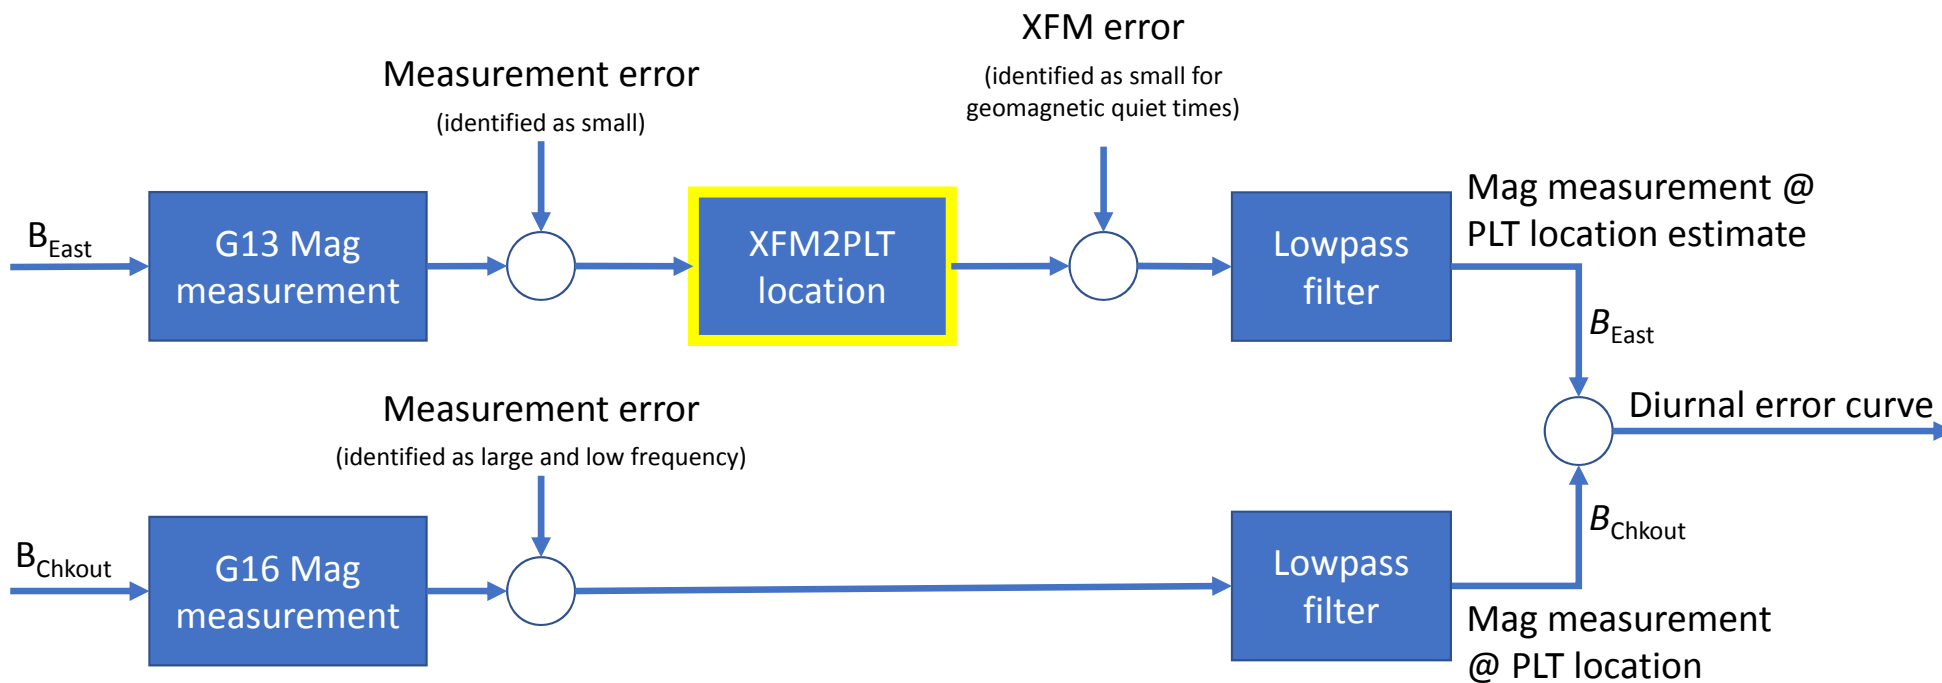 XFM error
(identified as small for
geomagnetic quiet times)
Measurement error
(identified as small)
B_East
G13 Mag
measurement
XFM2PLT
location
Lowpass
filter
Mag measurement @
PLT location estimate
B_East
Diurnal error curve
Measurement error
(identified as large and low frequency)
B_Chkout
G16 Mag
measurement
Lowpass
filter
B_Chkout
Mag measurement
@ PLT location